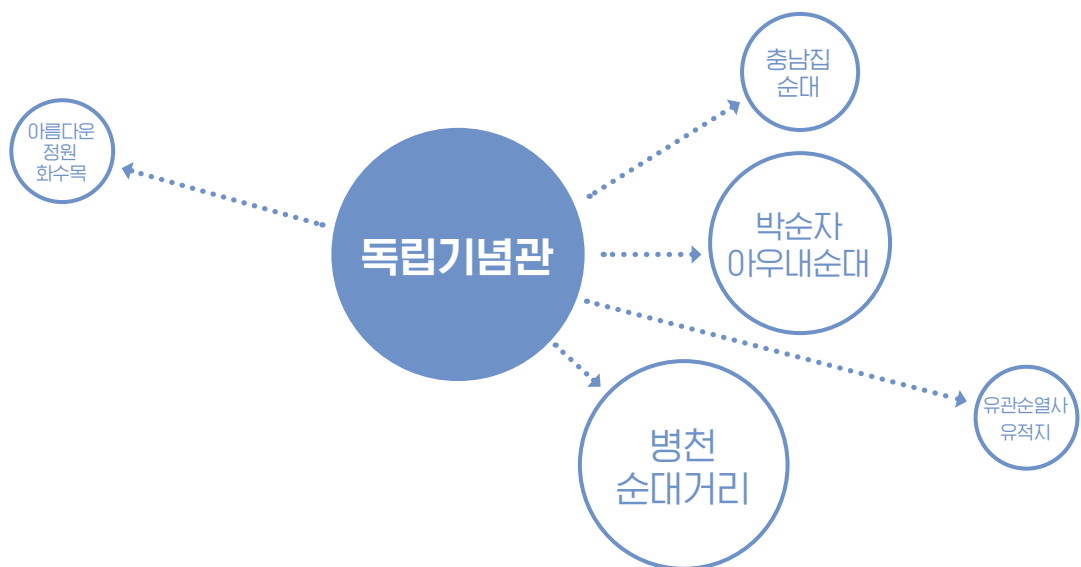 충남집
순대
아름다운
정원
화수목
박순자
아우내순대
독립기념관
유관순열사
유적지
병천
순대거리